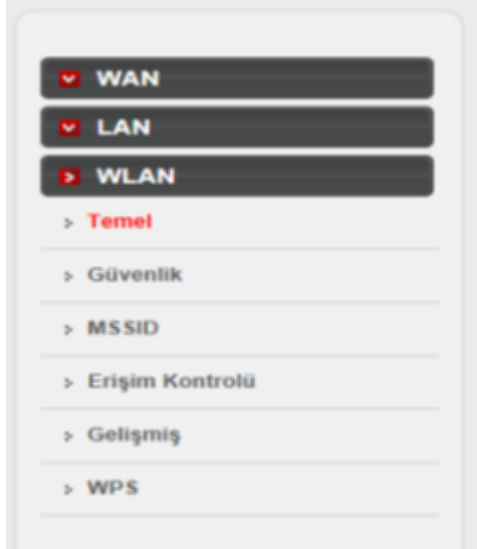 WAN
LAN
WLAN
Temel
Güvenlik
MSSID
Erişim Kontrolü
Gelişmiş
WPS